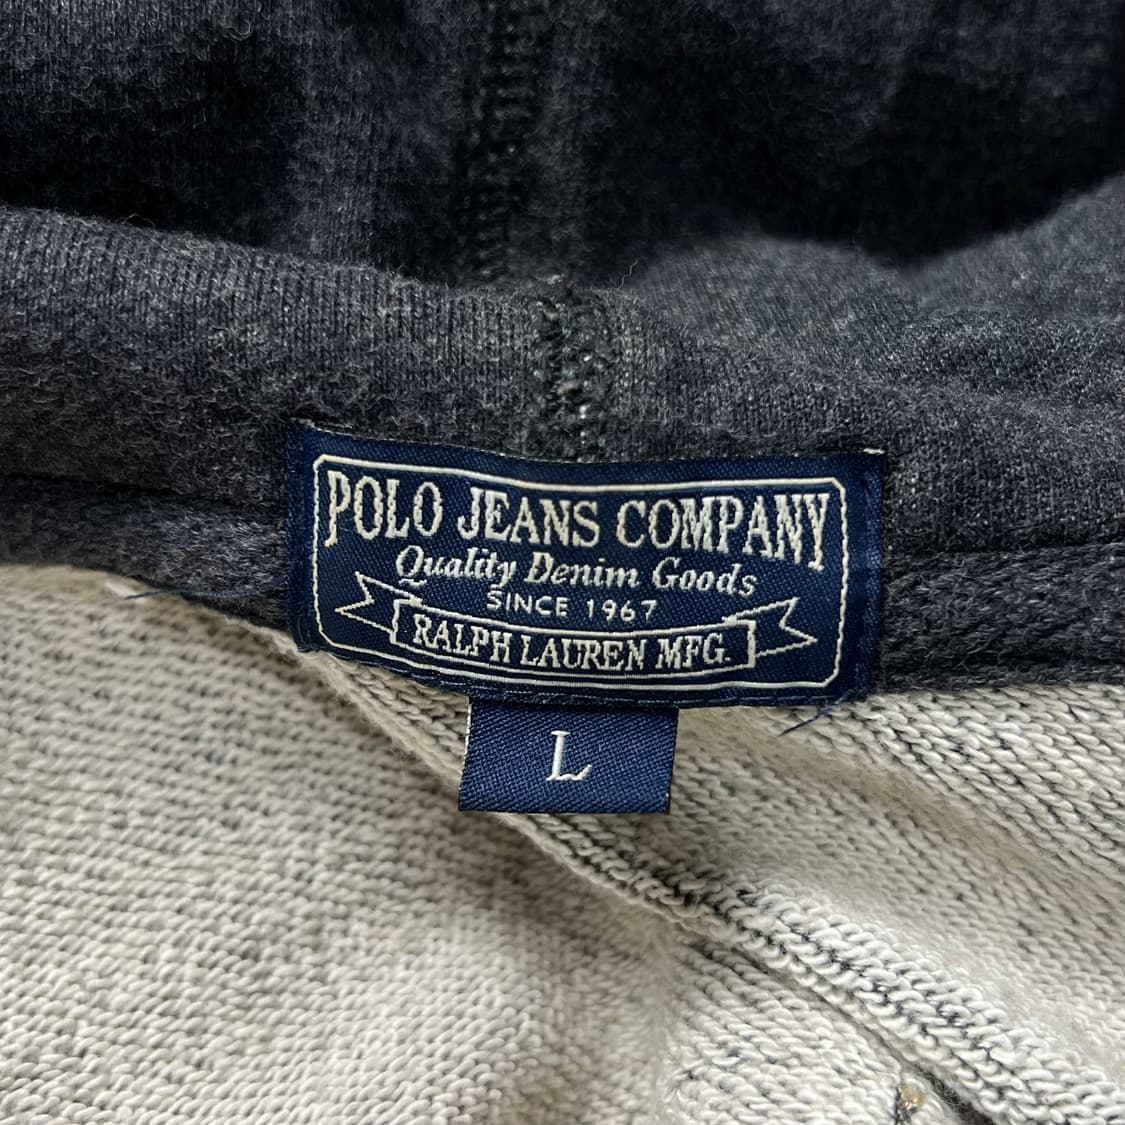 POLO JEANS COMPANY
Quality Denim Goods
SINCE 1967
RALPH LAUREN MFG.
L